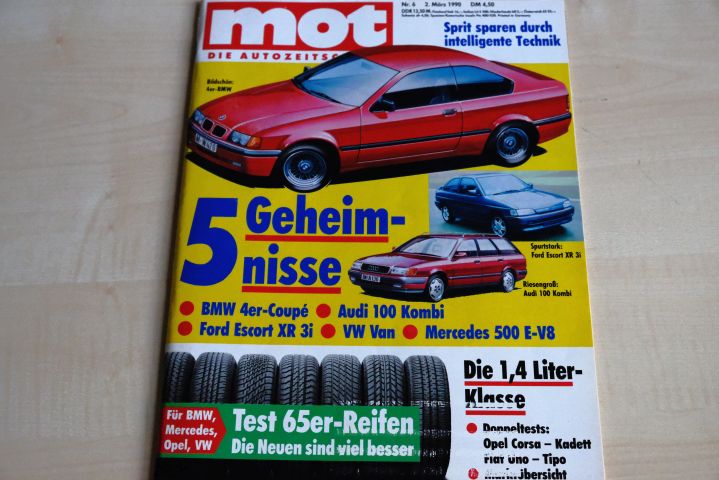 mot
Nr. 6 2. März 1990 DM 4,50
DIE AUTOZEITSC
Sprit sparen durch
intelligente Technik
Bildschön:
4er-BMW
5 Geheim-
nisse
Spurtstark:
Ford Escort XR 3i
Riesengroß:
Audi 100 Kombi
● BMW 4er-Coupé ● Audi 100 Kombi
● Ford Escort XR 3i ● VW Van ● Mercedes 500 E-V8
Die 1,4 Liter-
Klasse
● Doppeltests:
Opel Corsa – Kadett
Fiat Uno – Tipo
● Marktübersicht
Für BMW,
Mercedes,
Opel, VW
Test 65er-Reifen
Die Neuen sind viel besser